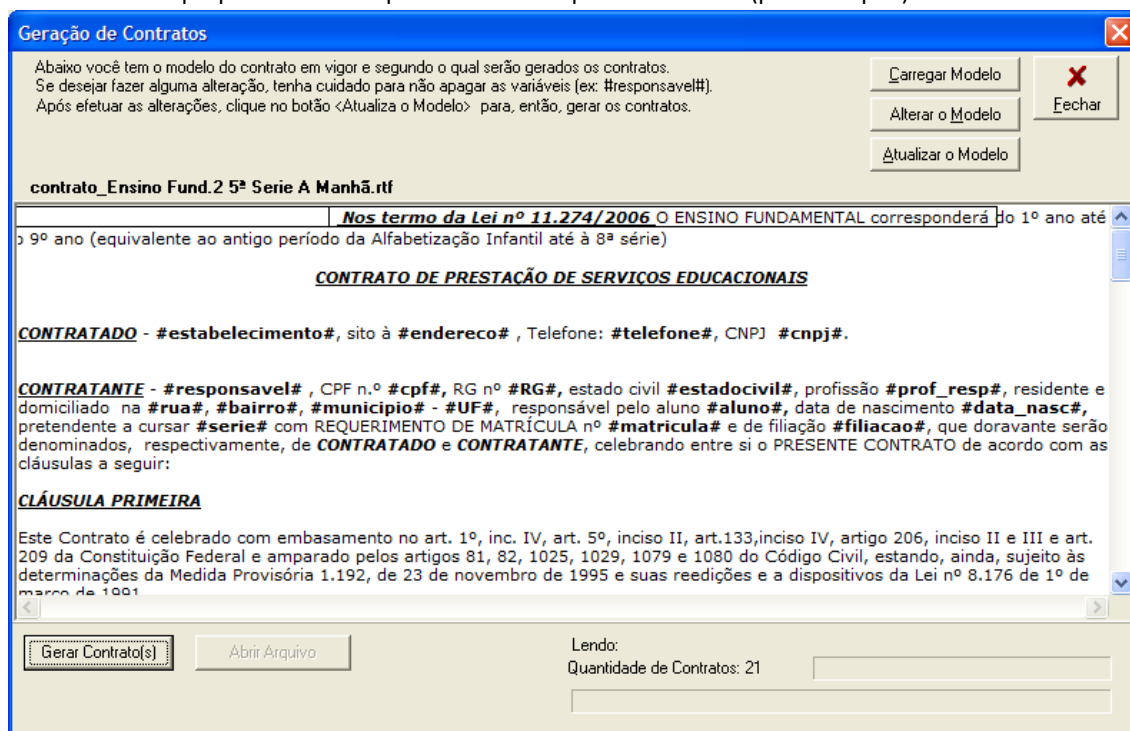 Geração de Contratos
Abaixo você tem o modelo do contrato em vigor e segundo o qual serão gerados os contratos.
Se desejar fazer alguma alteração, tenha cuidado para não apagar as variáveis (ex: #responsavel#).
Após efetuar as alterações, clique no botão <Atualiza o Modelo> para, então, gerar os contratos.
Carregar Modelo
Alterar o Modelo
Atualizar o Modelo
Fechar
contrato_Ensino Fund.2 5ª Serie A Manhã.rtf
Nos termo da Lei nº 11.274/2006 O ENSINO FUNDAMENTAL corresponderá do 1º ano até
o 9º ano (equivalente ao antigo período da Alfabetização Infantil até à 8ª série)
CONTRATO DE PRESTAÇÃO DE SERVIÇOS EDUCACIONAIS
CONTRATADO - #estabelecimento#, sito à #endereco# , Telefone: #telefone#, CNPJ #cnpj#.
CONTRATANTE - #responsavel# , CPF n.º #cpf#, RG nº #RG#, estado civil #estadocivil#, profissão #prof_resp#, residente e
domiciliado na #rua#, #bairro#, #municipio# - #UF#, responsável pelo aluno #aluno#, data de nascimento #data_nasc#,
pretendente a cursar #serie# com REQUERIMENTO DE MATRÍCULA nº #matricula# e de filiação #filiacao#, que doravante serão
denominados, respectivamente, de CONTRATADO e CONTRATANTE, celebrando entre si o PRESENTE CONTRATO de acordo com as
cláusulas a seguir:
CLÁUSULA PRIMEIRA
Este Contrato é celebrado com embasamento no art. 1º, inc. IV, art. 5º, inciso II, art.133,inciso IV, artigo 206, inciso II e III e art.
209 da Constituição Federal e amparado pelos artigos 81, 82, 1025, 1029, 1079 e 1080 do Código Civil, estando, ainda, sujeito às
determinações da Medida Provisória 1.192, de 23 de novembro de 1995 e suas reedições e a dispositivos da Lei nº 8.176 de 1º de
março de 1991
Gerar Contrato(s)
Abrir Arquivo
Lendo:
Quantidade de Contratos: 21